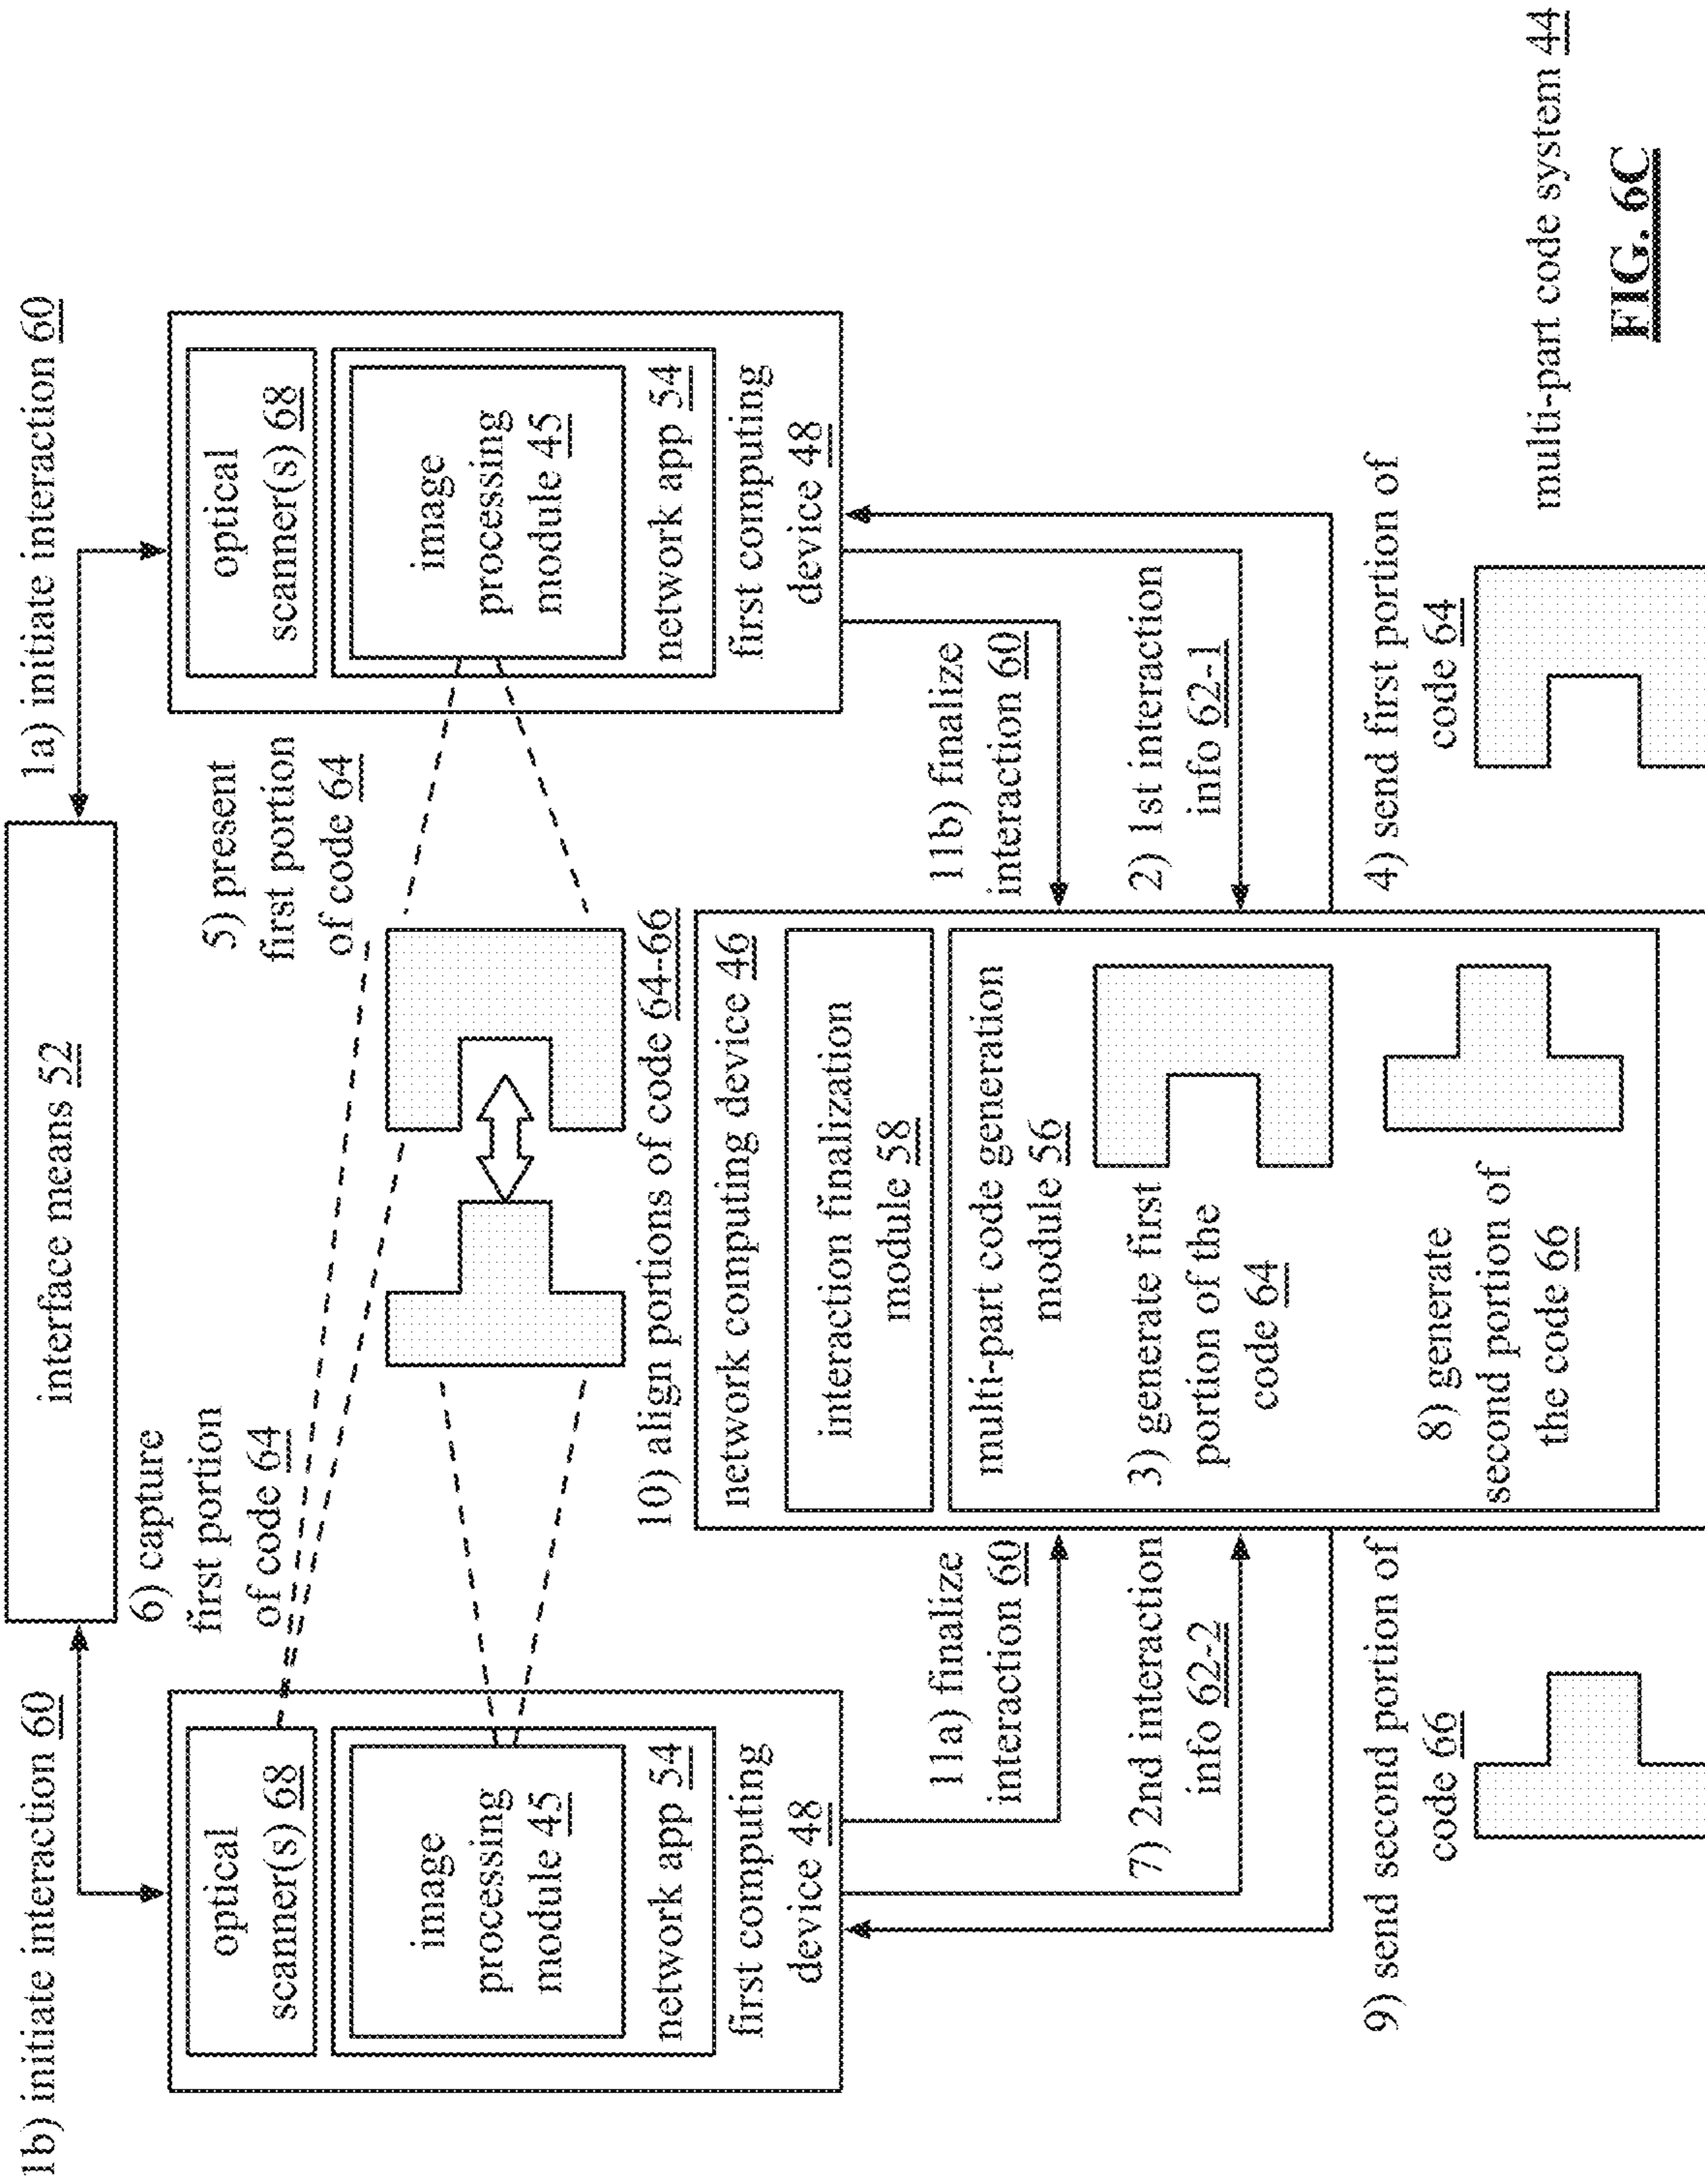 1b) initiate interaction 60
interface means 52
1a) initiate interaction 60
optical
scanner(s) 68
image
processing
module 45
network app 54
first computing
device 48
6) capture
first portion
of code 64
5) present
first portion
of code 64
optical
scanner(s) 68
image
processing
module 45
network app 54
first computing
device 48
10) align portions of code 64-66
network computing device 46
interaction finalization
module 58
multi-part code generation
module 56
3) generate first
portion of the
code 64
8) generate
second portion of
the code 66
11a) finalize
interaction 60
7) 2nd interaction
info 62-2
9) send second portion of
code 66
11b) finalize
interaction 60
2) 1st interaction
info 62-1
4) send first portion of
code 64
multi-part code system 44
FIG. 6C